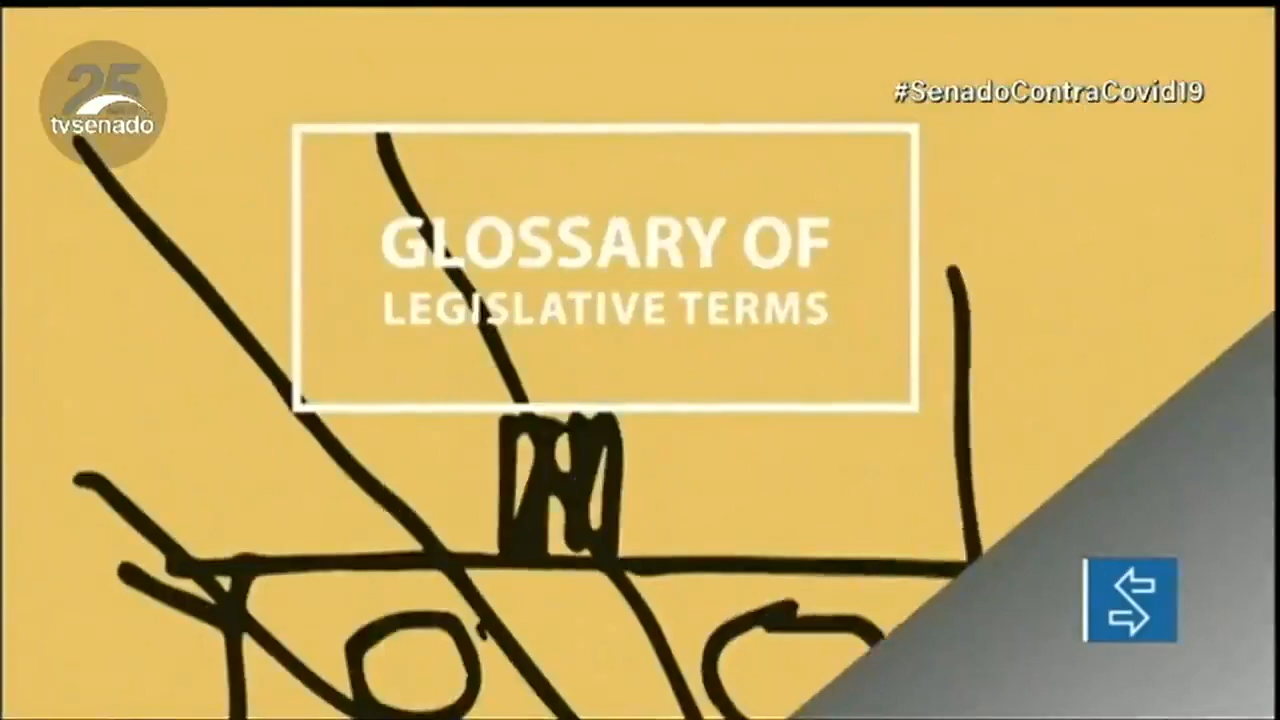 25
tvsenado
#SenadoContraCovid19
GLOSSARY OF
LEGISLATIVE TERMS